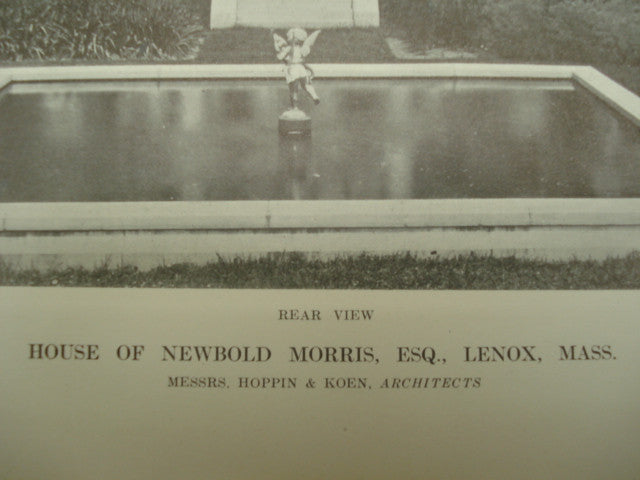 REAR VIEW
HOUSE OF NEWBOLD MORRIS, ESQ., LENOX, MASS.
MESSRS. HOPPIN & KOEN, ARCHITECTS